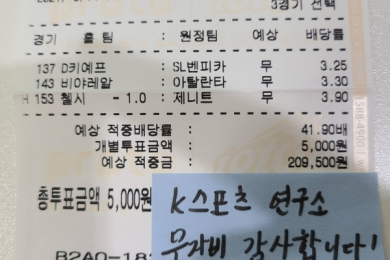 3경기 선택
경기 홈 팀 : 원정팀 예상 배당률
137 D키예프 : SL벤피카 무 3.25
143 비야레알 : 아탈란타 무 3.30
H 153 첼시 - 1.0 : 제니트 무 3.90
예상 적중배당률 : 41.90배
개별투표금액 : 5,000원
예상 적중금 : 209,500원
총투표금액 5,000원
K스포츠 연구소
무가비 감사합니다!